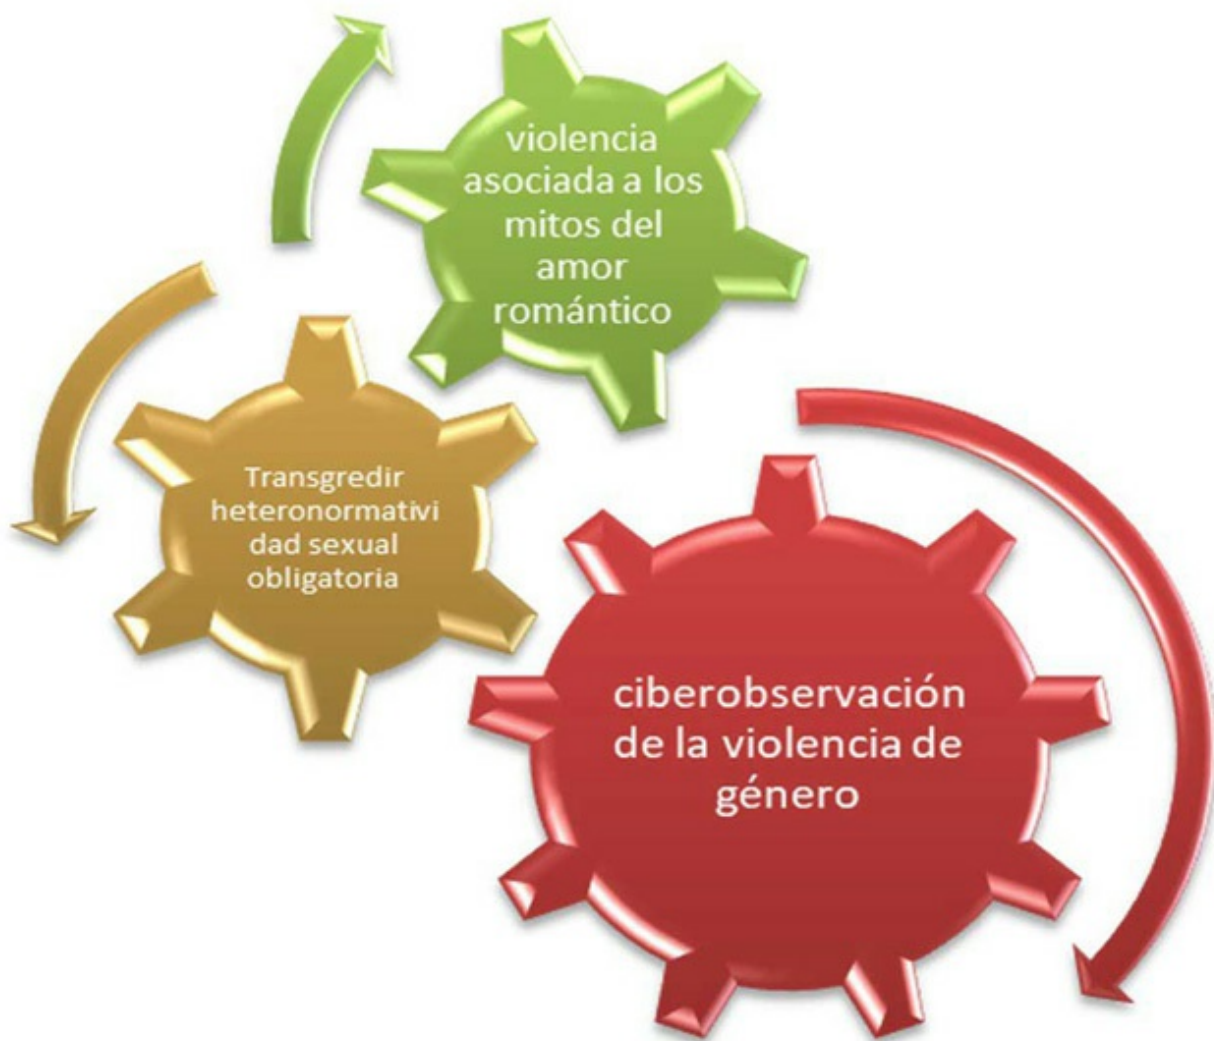 violencia
asociada a los
mitos del
amor
romántico
Transgredir
heteronormativi
dad sexual
obligatoria
ciberobservación
de la violencia de
género